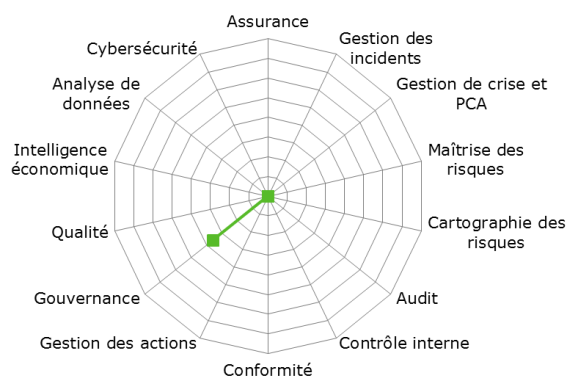 Assurance
Gestion des
incidents
Gestion de crise et
PCA
Maîtrise des
risques
Cartographie des
risques
Audit
Contrôle interne
Conformité
Gestion des actions
Gouvernance
Qualité
Intelligence
économique
Analyse de
données
Cybersécurité